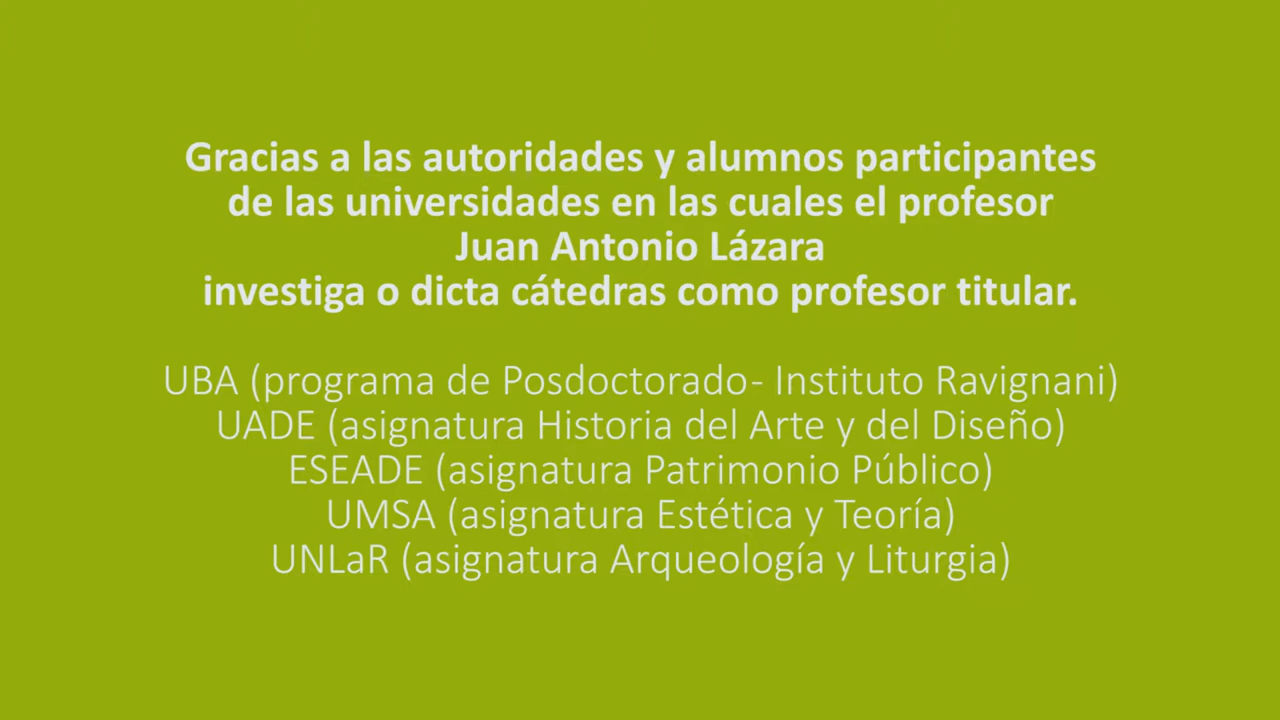 Gracias a las autoridades y alumnos participantes
de las universidades en las cuales el profesor
Juan Antonio Lázara
investiga o dicta cátedras como profesor titular.
UBA (programa de Posdoctorado- Instituto Ravignani)
UADE (asignatura Historia del Arte y del Diseño)
ESEADE (asignatura Patrimonio Público)
UMSA (asignatura Estética y Teoría)
UNLaR (asignatura Arqueología y Liturgia)